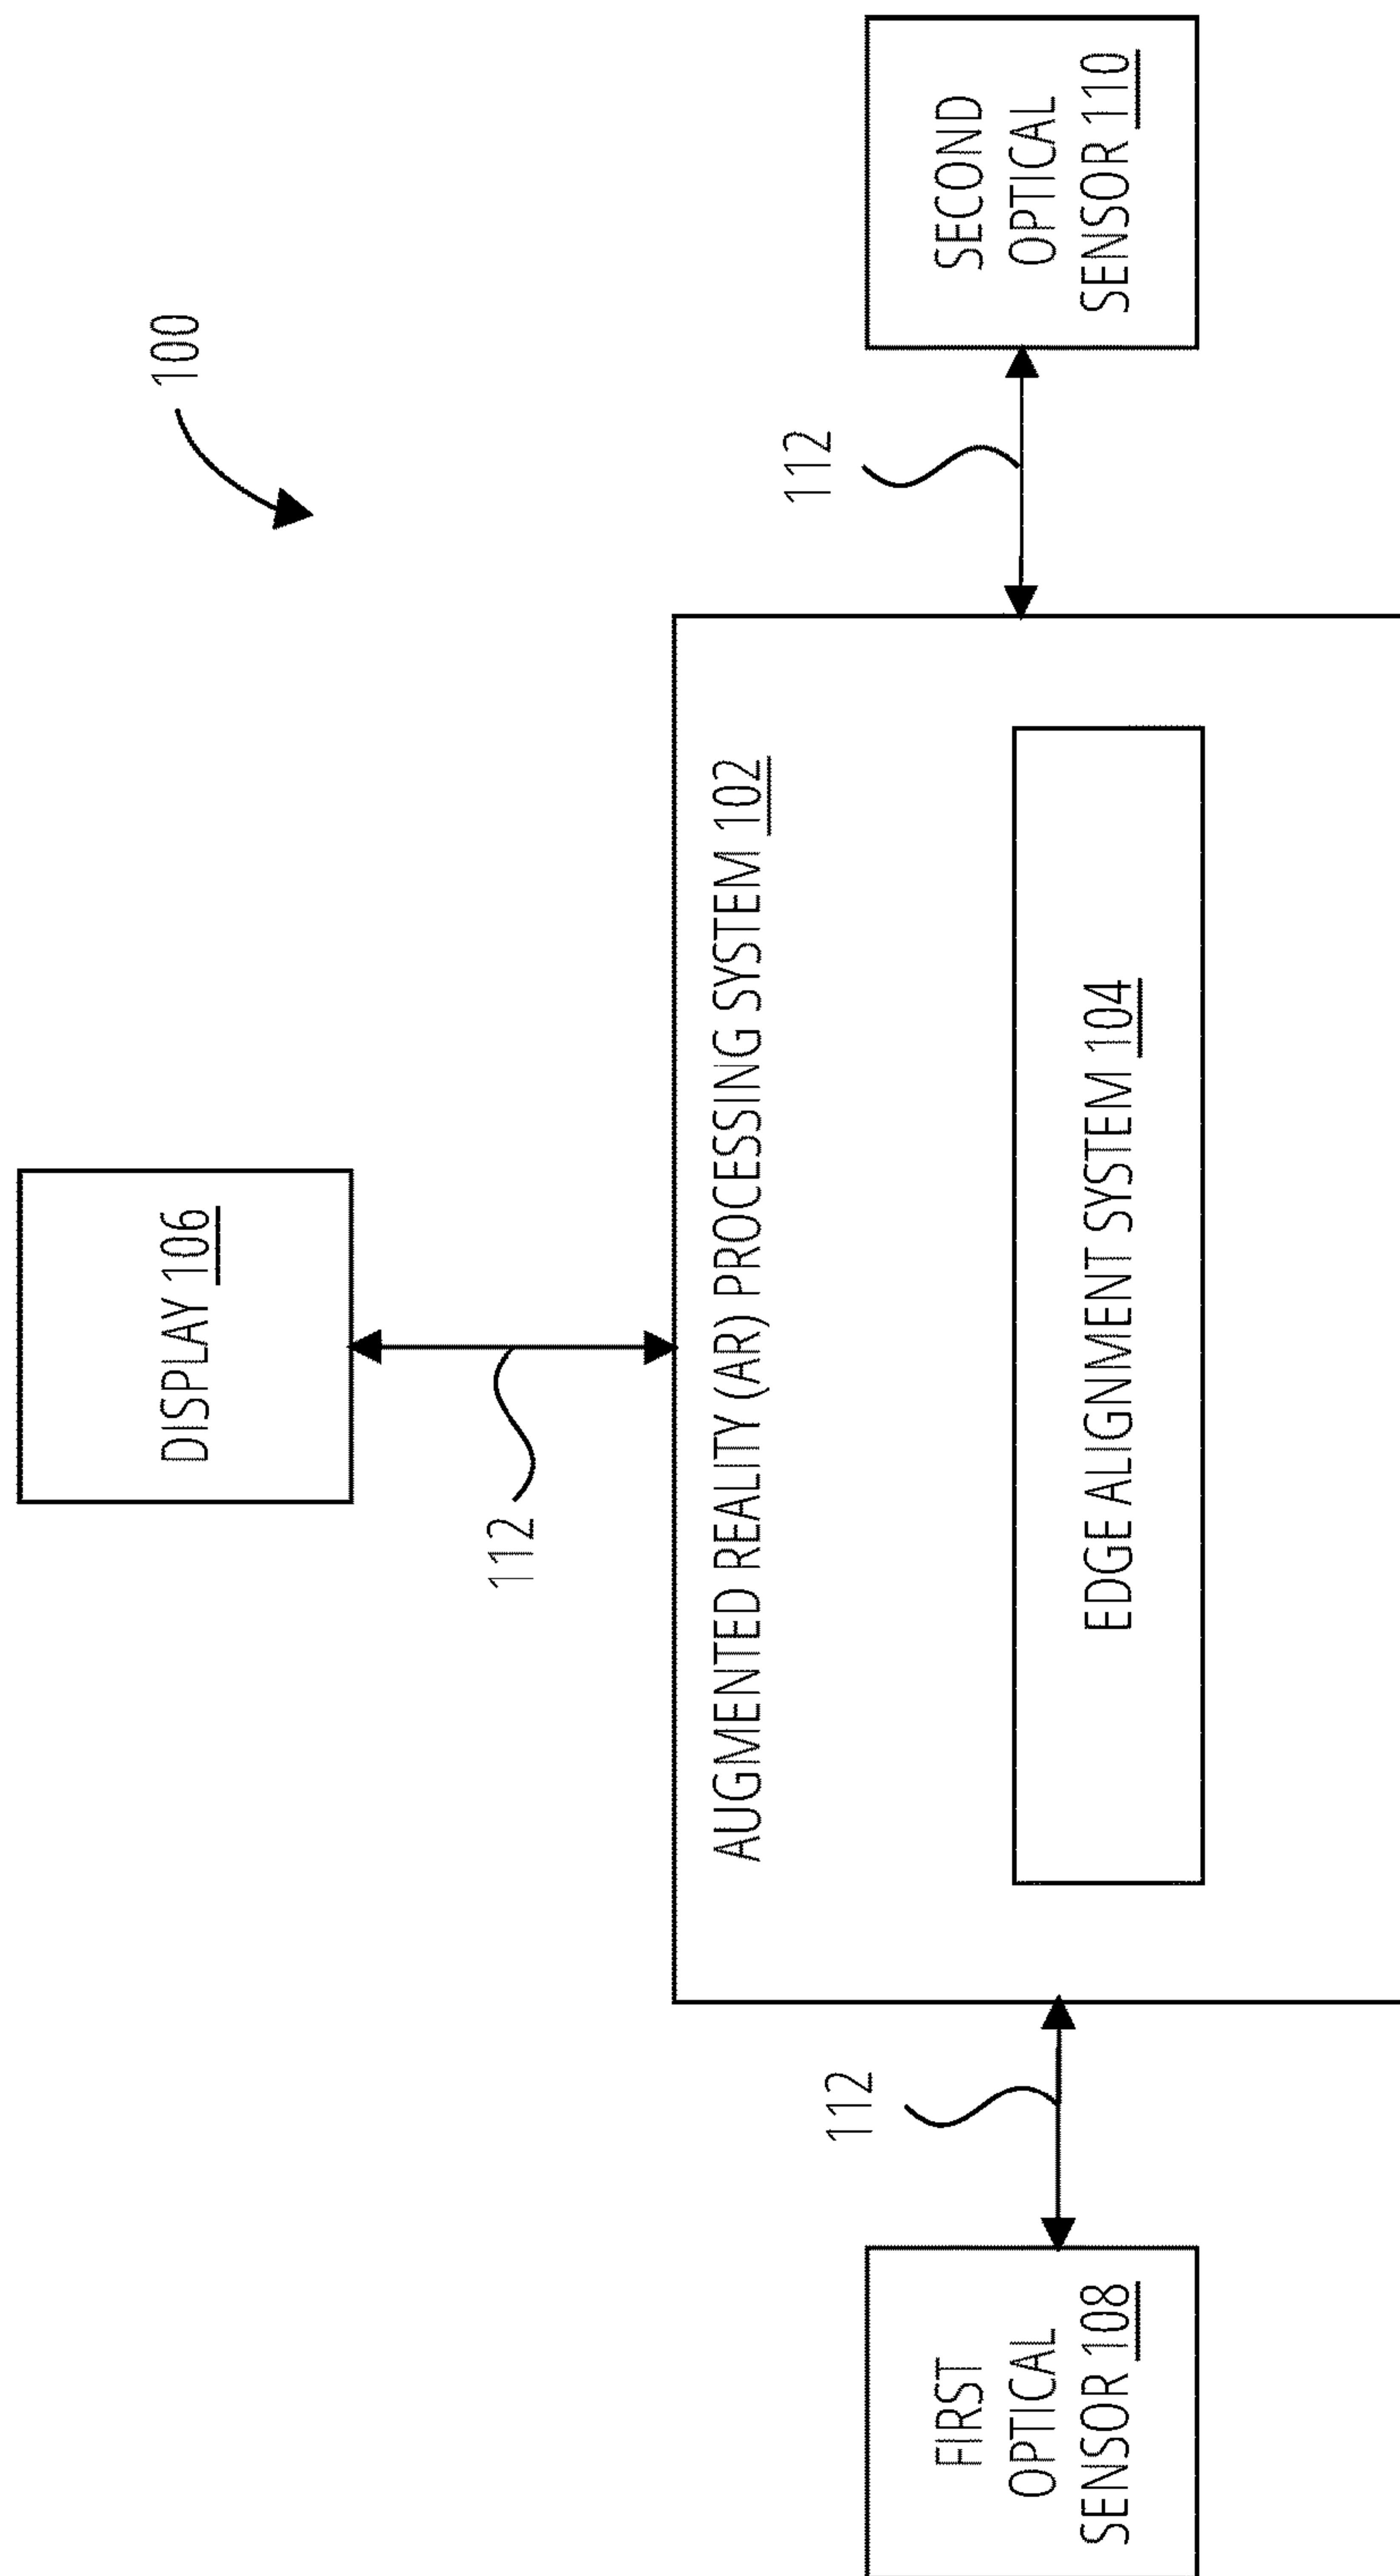 100
DISPLAY 106
112
AUGMENTED REALITY (AR) PROCESSING SYSTEM 102
112
112
FIRST
OPTICAL
SENSOR 108
EDGE ALIGNMENT SYSTEM 104
SECOND
OPTICAL
SENSOR 110